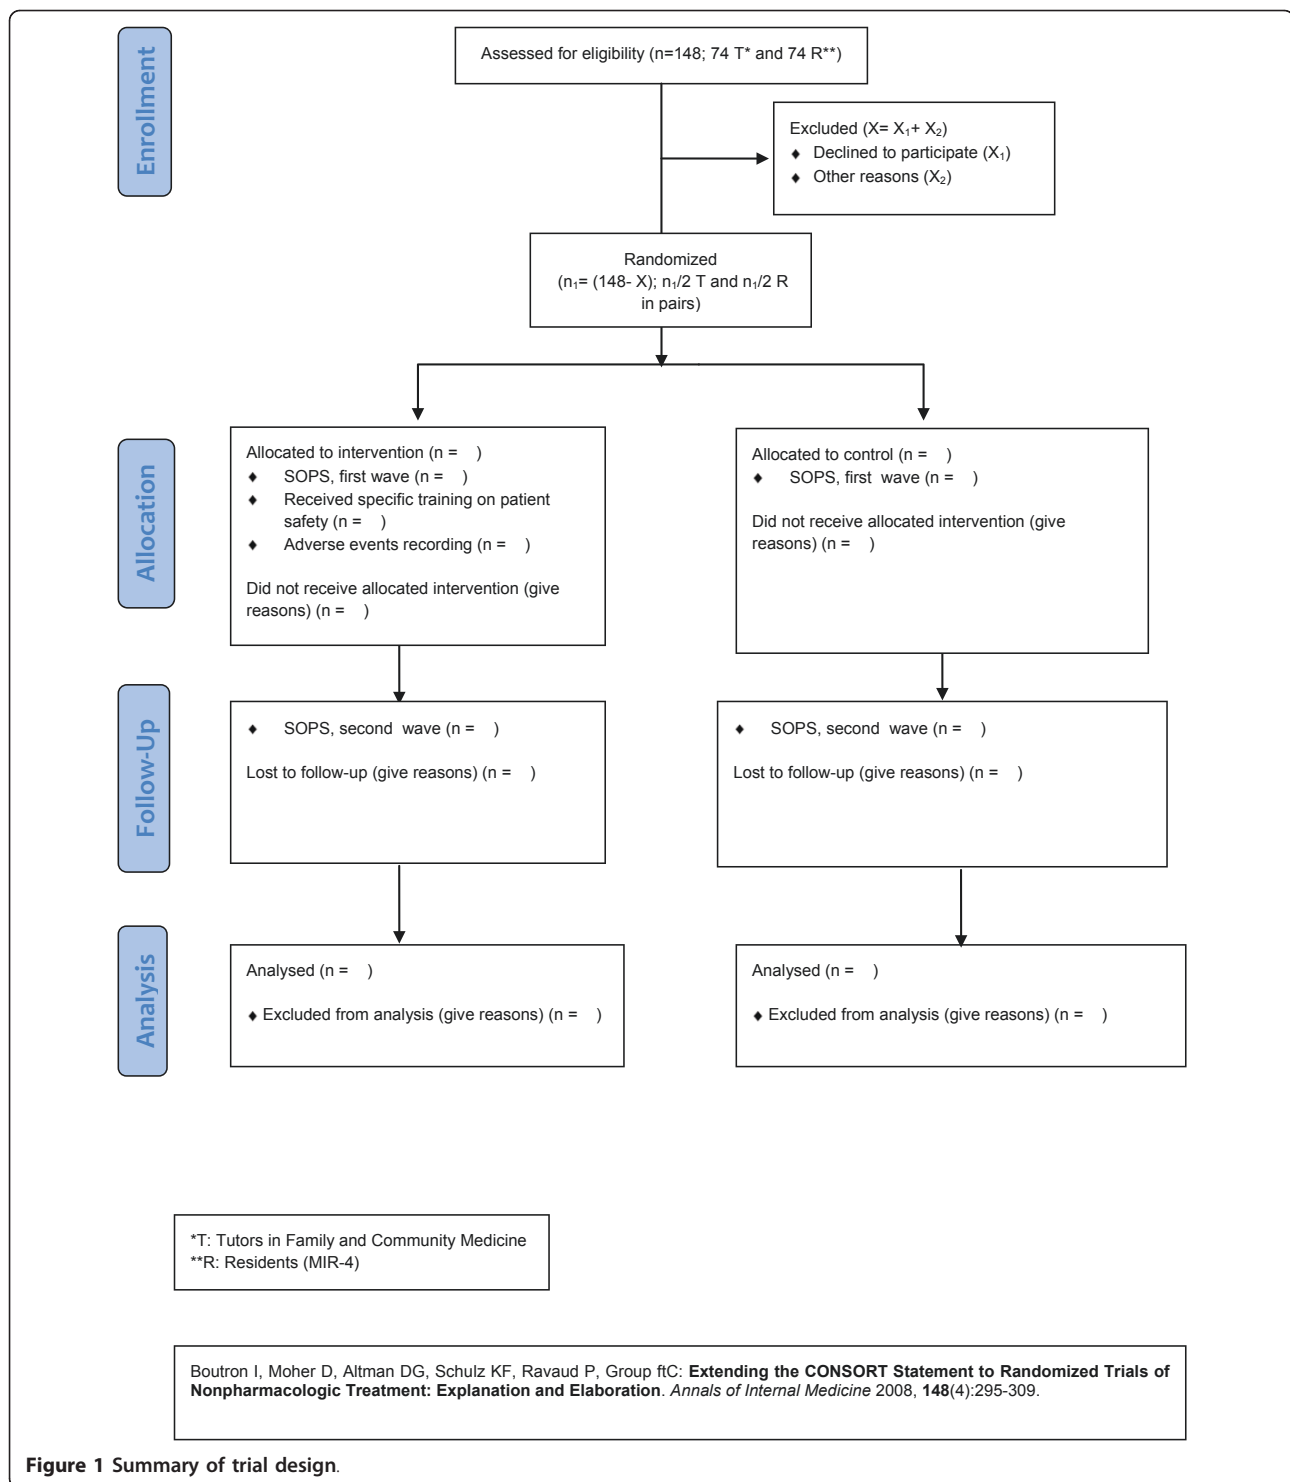 Enrollment
Assessed for eligibility (n=148; 74 T* and 74 R**)
Excluded (X= X₁+ X₂)
♦ Declined to participate (X₁)
♦ Other reasons (X₂)
Randomized
(n₁= (148- X); n₁/2 T and n₁/2 R
in pairs)
Allocation
Allocated to intervention (n = )
♦ SOPS, first wave (n = )
♦ Received specific training on patient
safety (n = )
♦ Adverse events recording (n = )
Did not receive allocated intervention (give
reasons) (n = )
Allocated to control (n = )
♦ SOPS, first wave (n = )
Did not receive allocated intervention (give
reasons) (n = )
Follow-Up
♦ SOPS, second wave (n = )
Lost to follow-up (give reasons) (n = )
♦ SOPS, second wave (n = )
Lost to follow-up (give reasons) (n = )
Analysis
Analysed (n = )
♦ Excluded from analysis (give reasons) (n = )
Analysed (n = )
♦ Excluded from analysis (give reasons) (n = )
*T: Tutors in Family and Community Medicine
**R: Residents (MIR-4)
Boutron I, Moher D, Altman DG, Schulz KF, Ravaud P, Group ftC: Extending the CONSORT Statement to Randomized Trials of
Nonpharmacologic Treatment: Explanation and Elaboration. Annals of Internal Medicine 2008, 148(4):295-309.
Figure 1 Summary of trial design.